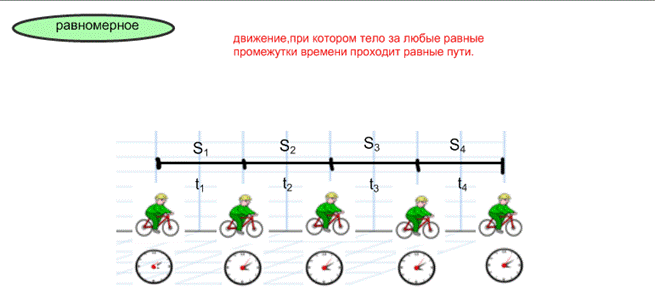 равномерное
движение,при котором тело за любые равные
промежутки времени проходит равные пути.
S1 S2 S3 S4
t1 t2 t3 t4